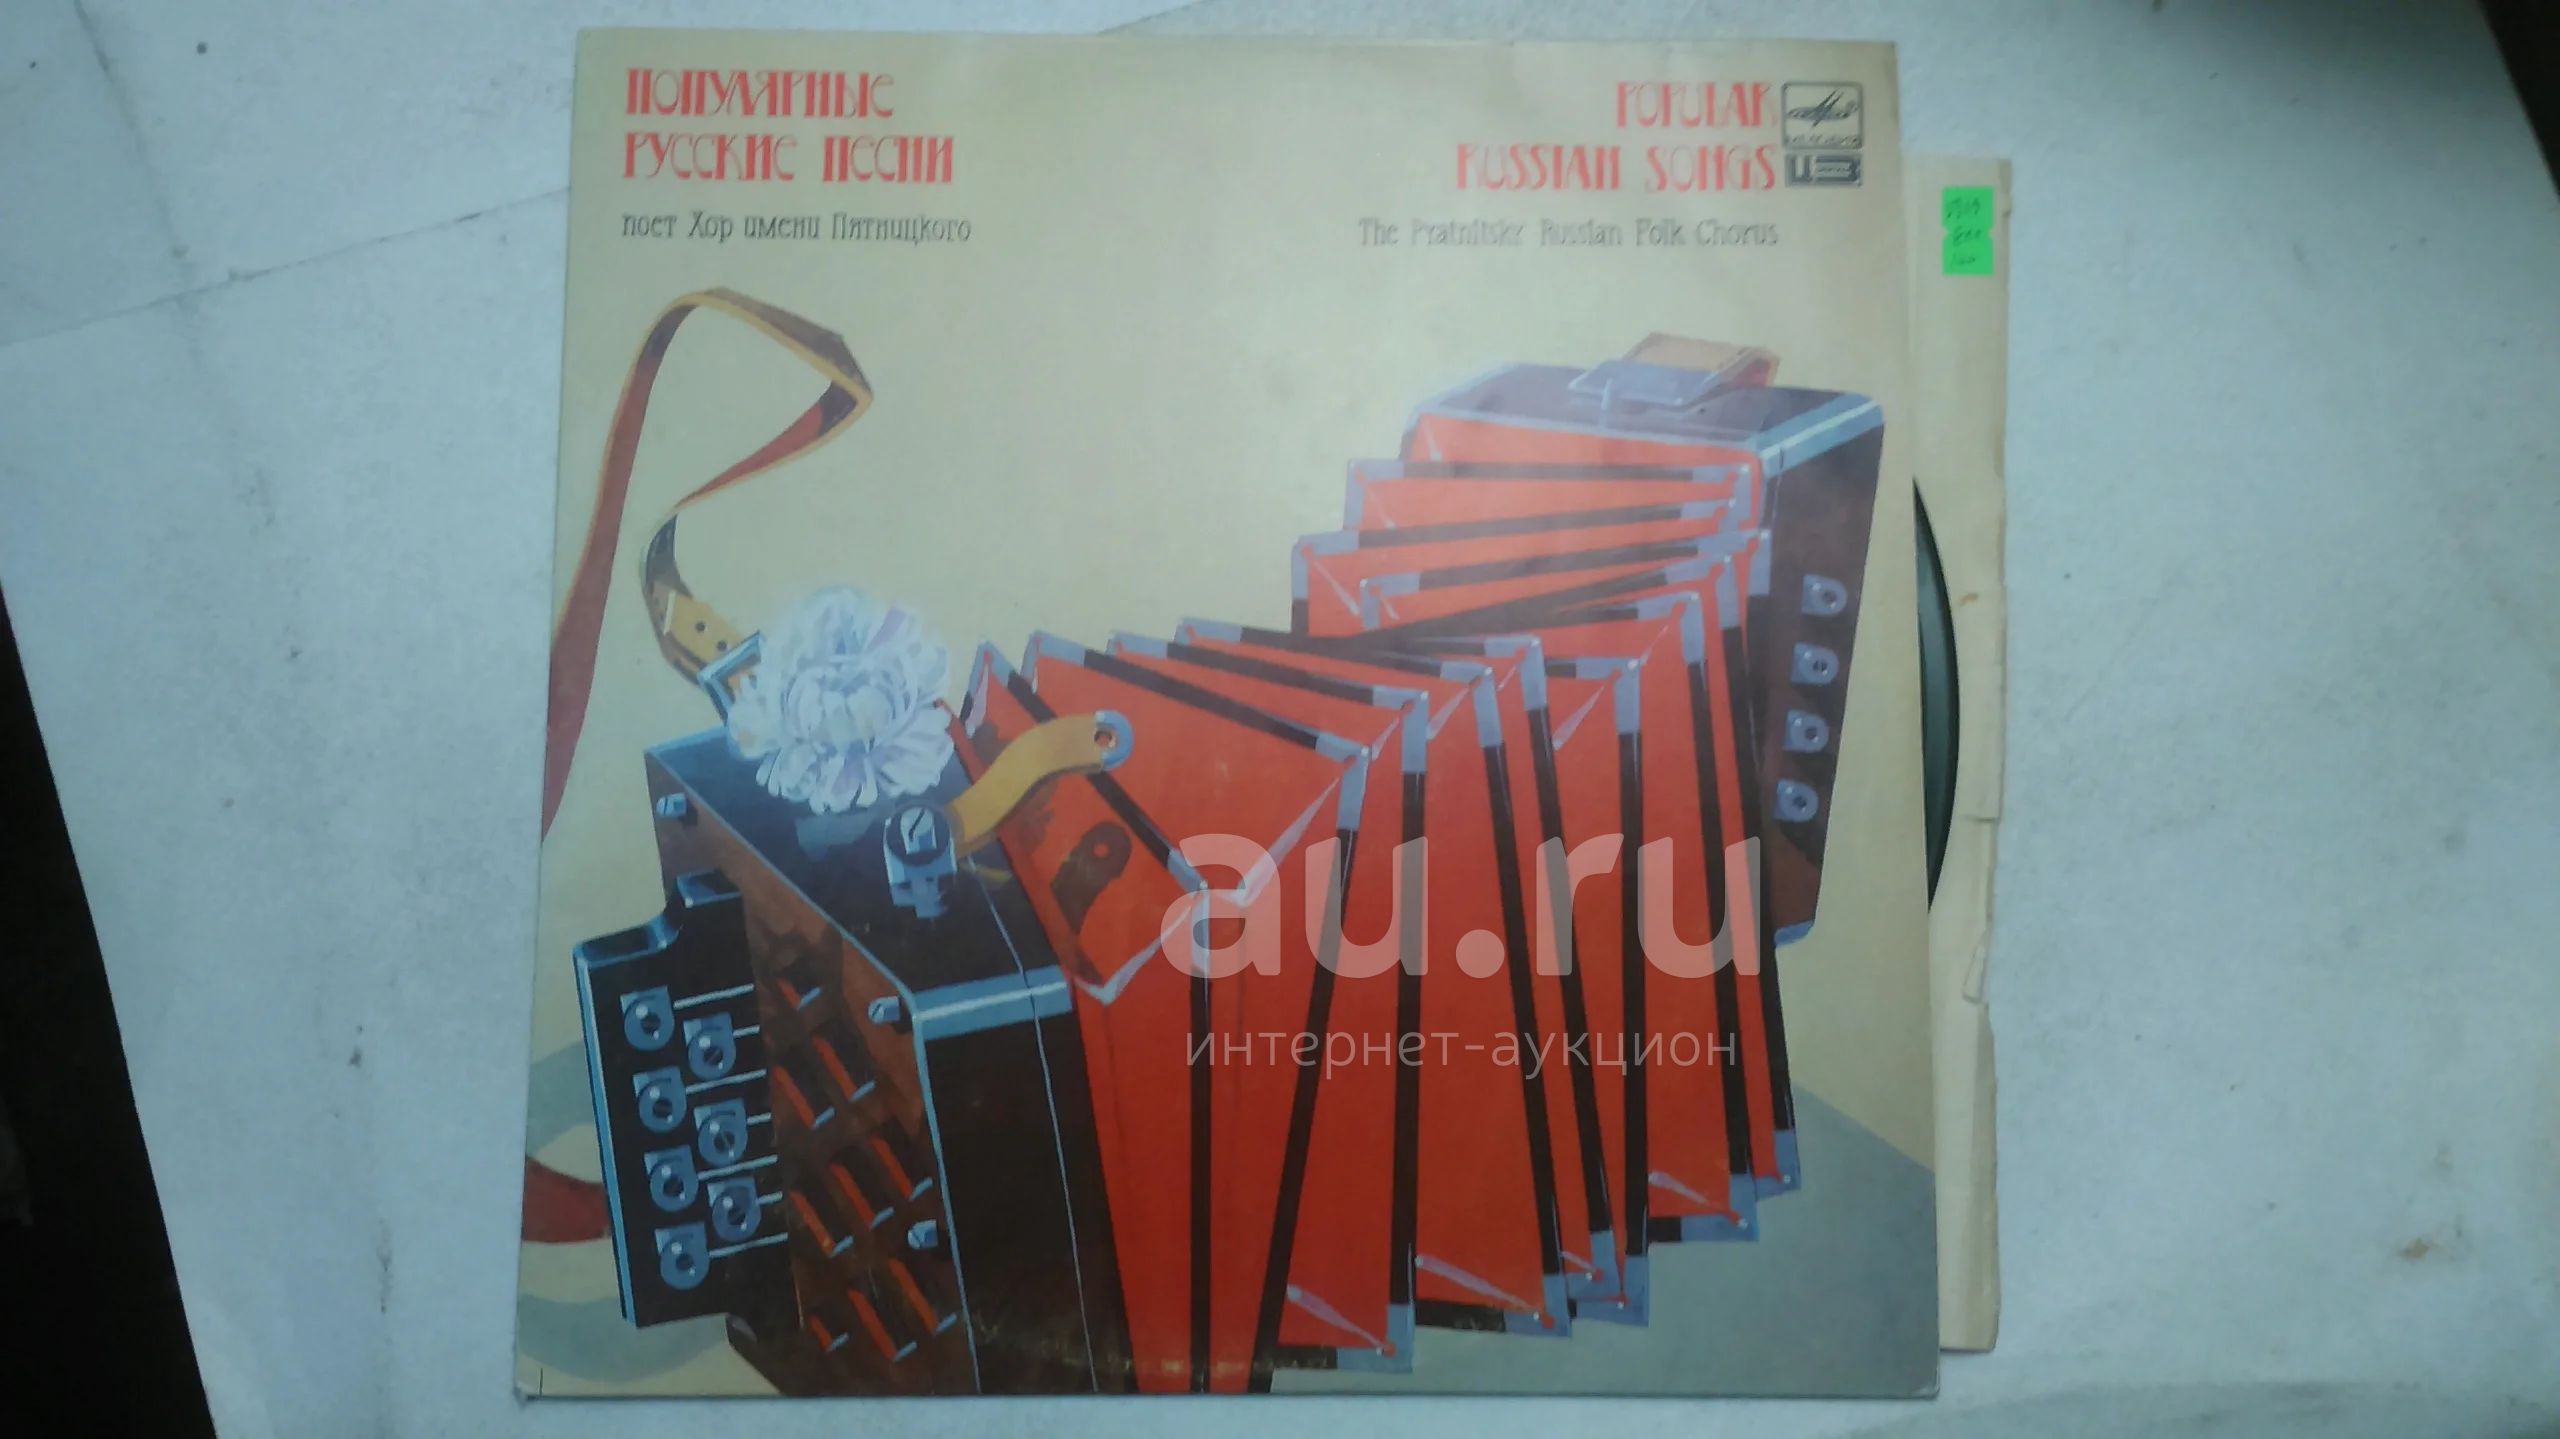 ПОПУЛЯРНЫЕ
РУССКИЕ ПЕСНИ
поет Хор имени Пятницкого
POPULAR
RUSSIAN SONGS
The Pyatnitsky Russian Folk Chorus
au.ru
интернет-аукцион